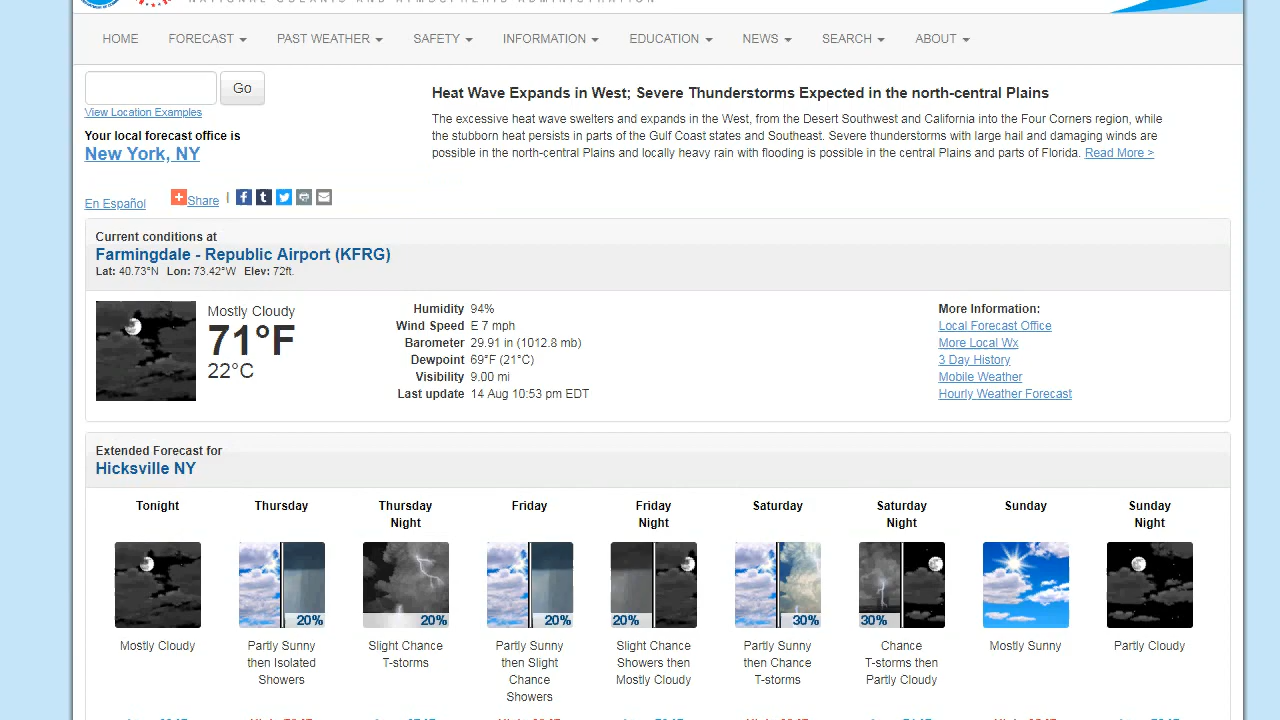 NATIONAL OCEANIC AND ATMOSPHERIC ADMINISTRATION
HOME FORECAST PAST WEATHER SAFETY INFORMATION EDUCATION NEWS SEARCH ABOUT
Go
View Location Examples
Your local forecast office is
New York, NY
En Español
Share
Heat Wave Expands in West; Severe Thunderstorms Expected in the north-central Plains
The excessive heat wave swelters and expands in the West, from the Desert Southwest and California into the Four Corners region, while
the stubborn heat persists in parts of the Gulf Coast states and Southeast. Severe thunderstorms with large hail and damaging winds are
possible in the north-central Plains and locally heavy rain with flooding is possible in the central Plains and parts of Florida. Read More >
Current conditions at
Farmingdale - Republic Airport (KFRG)
Lat: 40.73°N Lon: 73.42°W Elev: 72ft.
Mostly Cloudy
71°F
22°C
Humidity 94%
Wind Speed E 7 mph
Barometer 29.91 in (1012.8 mb)
Dewpoint 69°F (21°C)
Visibility 9.00 mi
Last update 14 Aug 10:53 pm EDT
More Information:
Local Forecast Office
More Local Wx
3 Day History
Mobile Weather
Hourly Weather Forecast
Extended Forecast for
Hicksville NY
Tonight
Mostly Cloudy
Thursday
20%
Partly Sunny
then Isolated
Showers
Thursday
Night
20%
Slight Chance
T-storms
Friday
20%
Partly Sunny
then Slight
Chance
Showers
Friday
Night
20%
Slight Chance
Showers then
Mostly Cloudy
Saturday
30%
Partly Sunny
then Chance
T-storms
Saturday
Night
30%
Chance
T-storms then
Partly Cloudy
Sunday
Mostly Sunny
Sunday
Night
Partly Cloudy